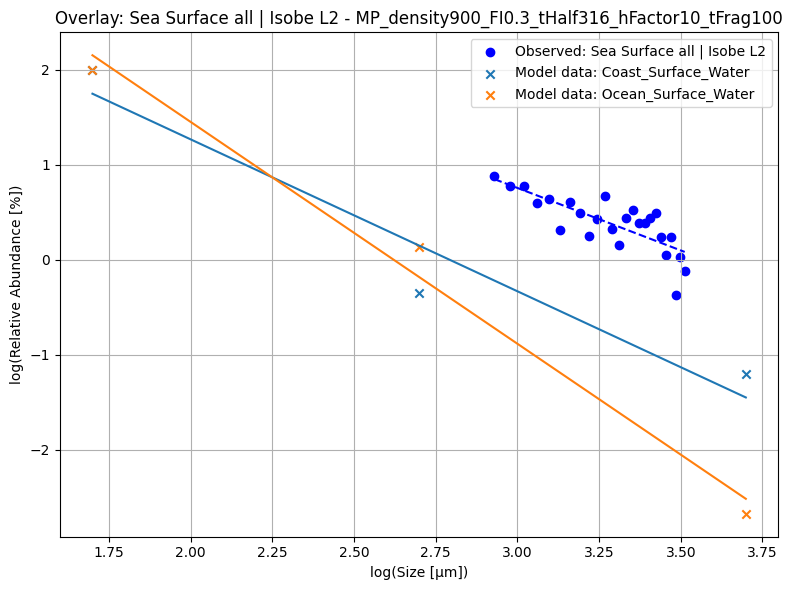 Overlay: Sea Surface all | Isobe L2 - MP_density900_FI0.3_tHalf316_hFactor10_tFrag100
Observed: Sea Surface all | Isobe L2
Model data: Coast_Surface_Water
Model data: Ocean_Surface_Water
log(Relative Abundance [%])
2
1
0
−1
−2
1.75
2.00
2.25
2.50
2.75
3.00
3.25
3.50
3.75
log(Size [µm])